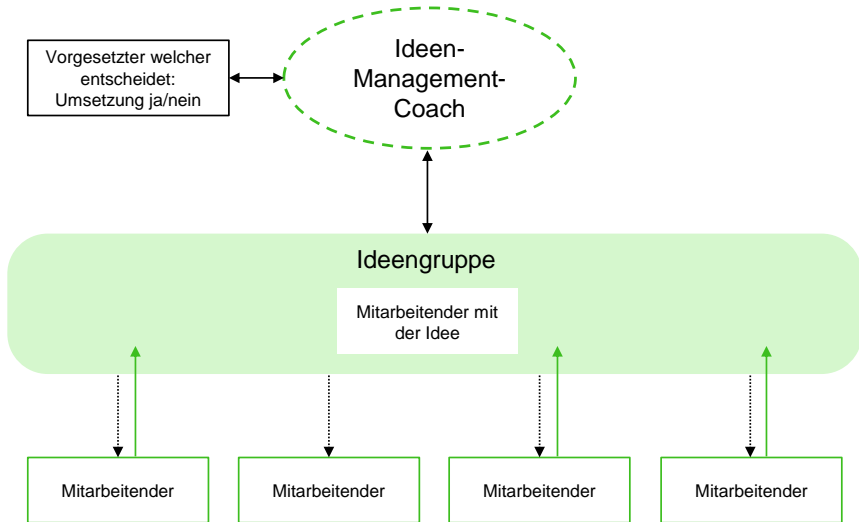 Vorgesetzter welcher
entscheidet:
Umsetzung ja/nein
Ideen-
Management-
Coach
Ideengruppe
Mitarbeitender mit
der Idee
Mitarbeitender
Mitarbeitender
Mitarbeitender
Mitarbeitender